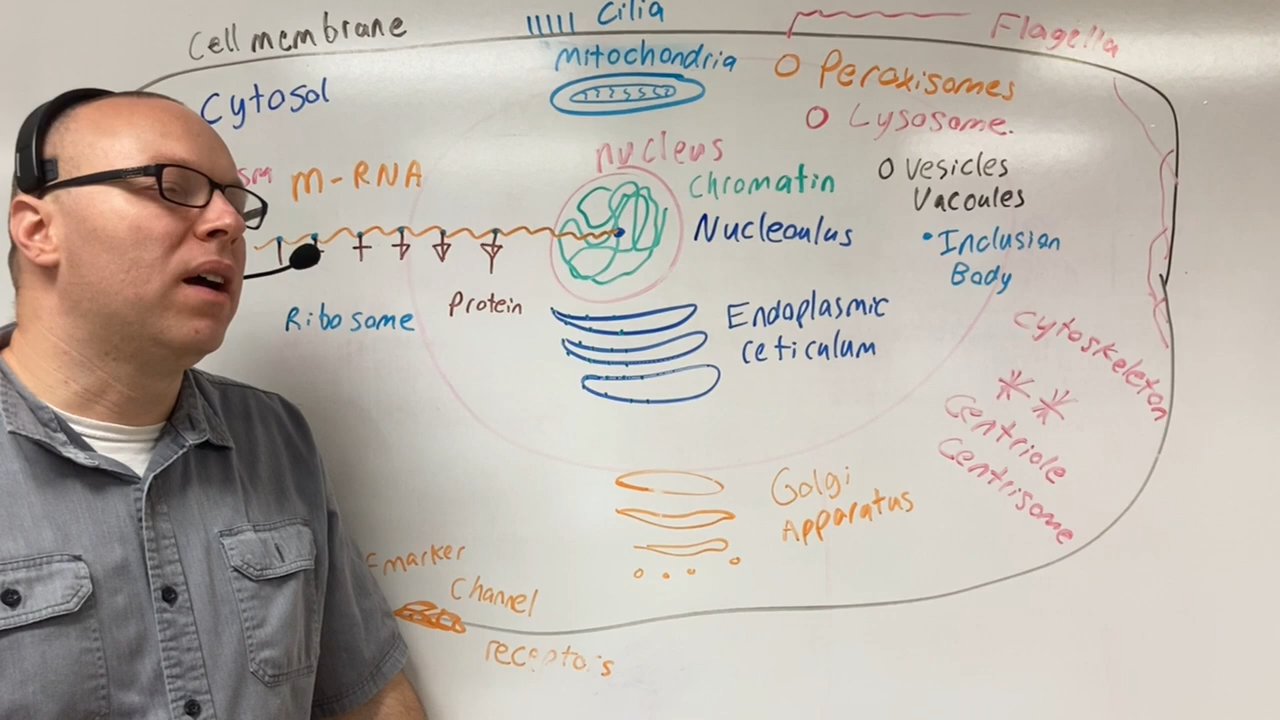 Cilia
Cell membrane
Flagella
Mitochondria
Peroxisomes
Cytosol
Lysosome.
nucleus
m-RNA
Chromatin
Vesicles
Vacoules
Nucleoulus
Inclusion
Body
Ribosome
Protein
Endoplasmic
reticulum
Cytoskeleton
Centriole
Centrisome
Golgi
Apparatus
marker
Channel
receptors